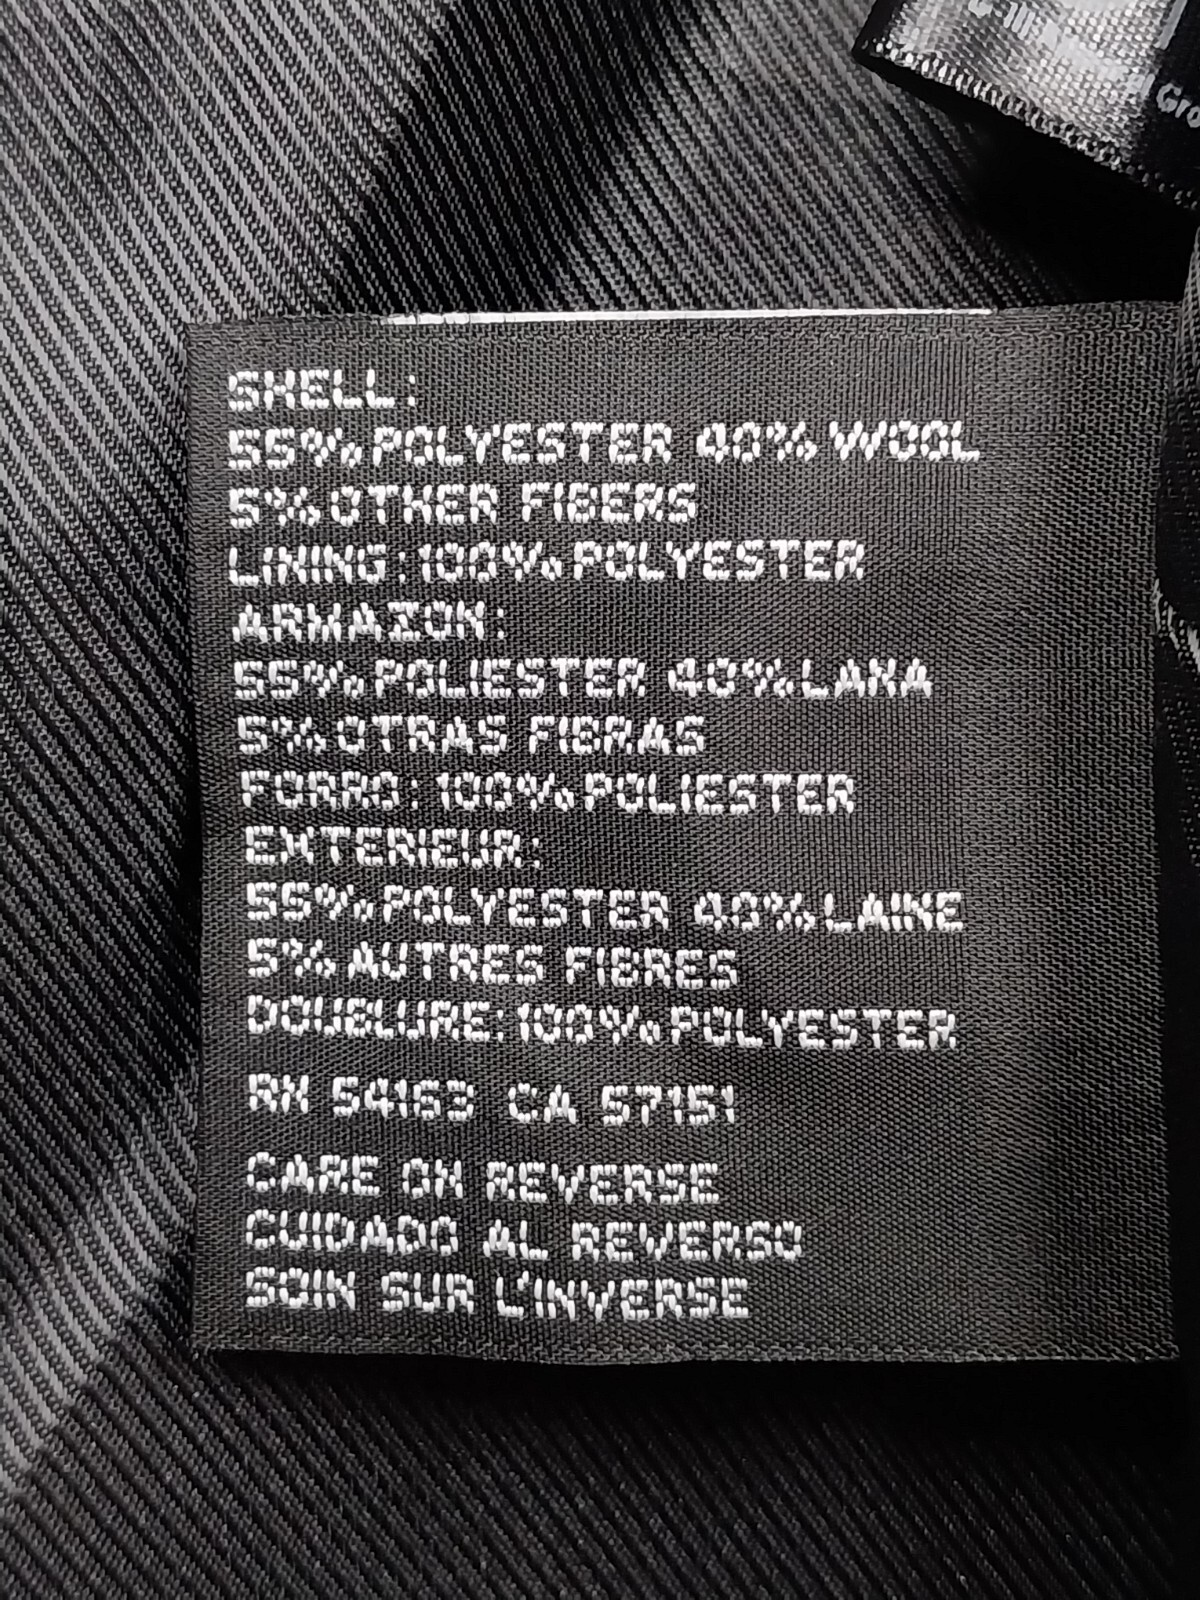 SHELL:
55% POLYESTER 40% WOOL
5% OTHER FIBERS
LINING: 100% POLYESTER
ARMAZON:
55% POLIESTER 40% LANA
5% OTRAS FIBRAS
FORRO: 100% POLIESTER
EXTERIEUR:
55% POLYESTER 40% LAINE
5% AUTRES FIBRES
DOUBLURE: 100% POLYESTER
RN 54163 CA 57151
CARE ON REVERSE
CUIDADO AL REVERSO
SOIN SUR L'INVERSE